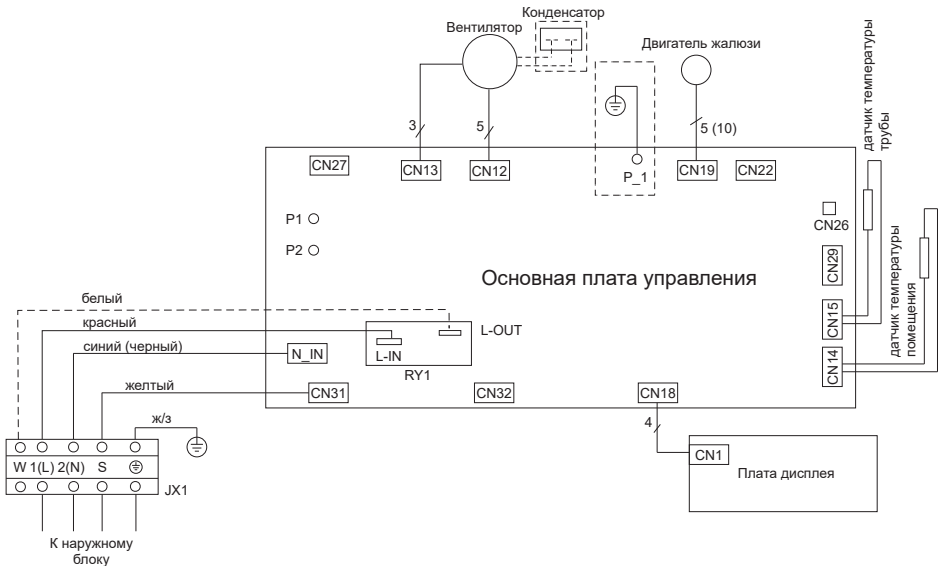 Конденсатор
Вентилятор
Двигатель жалюзи
датчик температуры
трубы
3
5
5 (10)
CN27
CN13
CN12
P_1
CN19
CN22
P1
P2
CN26
CN29
Основная плата управления
датчик температуры
помещения
белый
красный
синий (черный)
желтый
ж/з
N_IN
L-IN
L-OUT
RY1
CN15
CN14
CN31
CN32
CN18
4
CN1
Плата дисплея
W 1(L) 2(N) S
JX1
К наружному
блоку